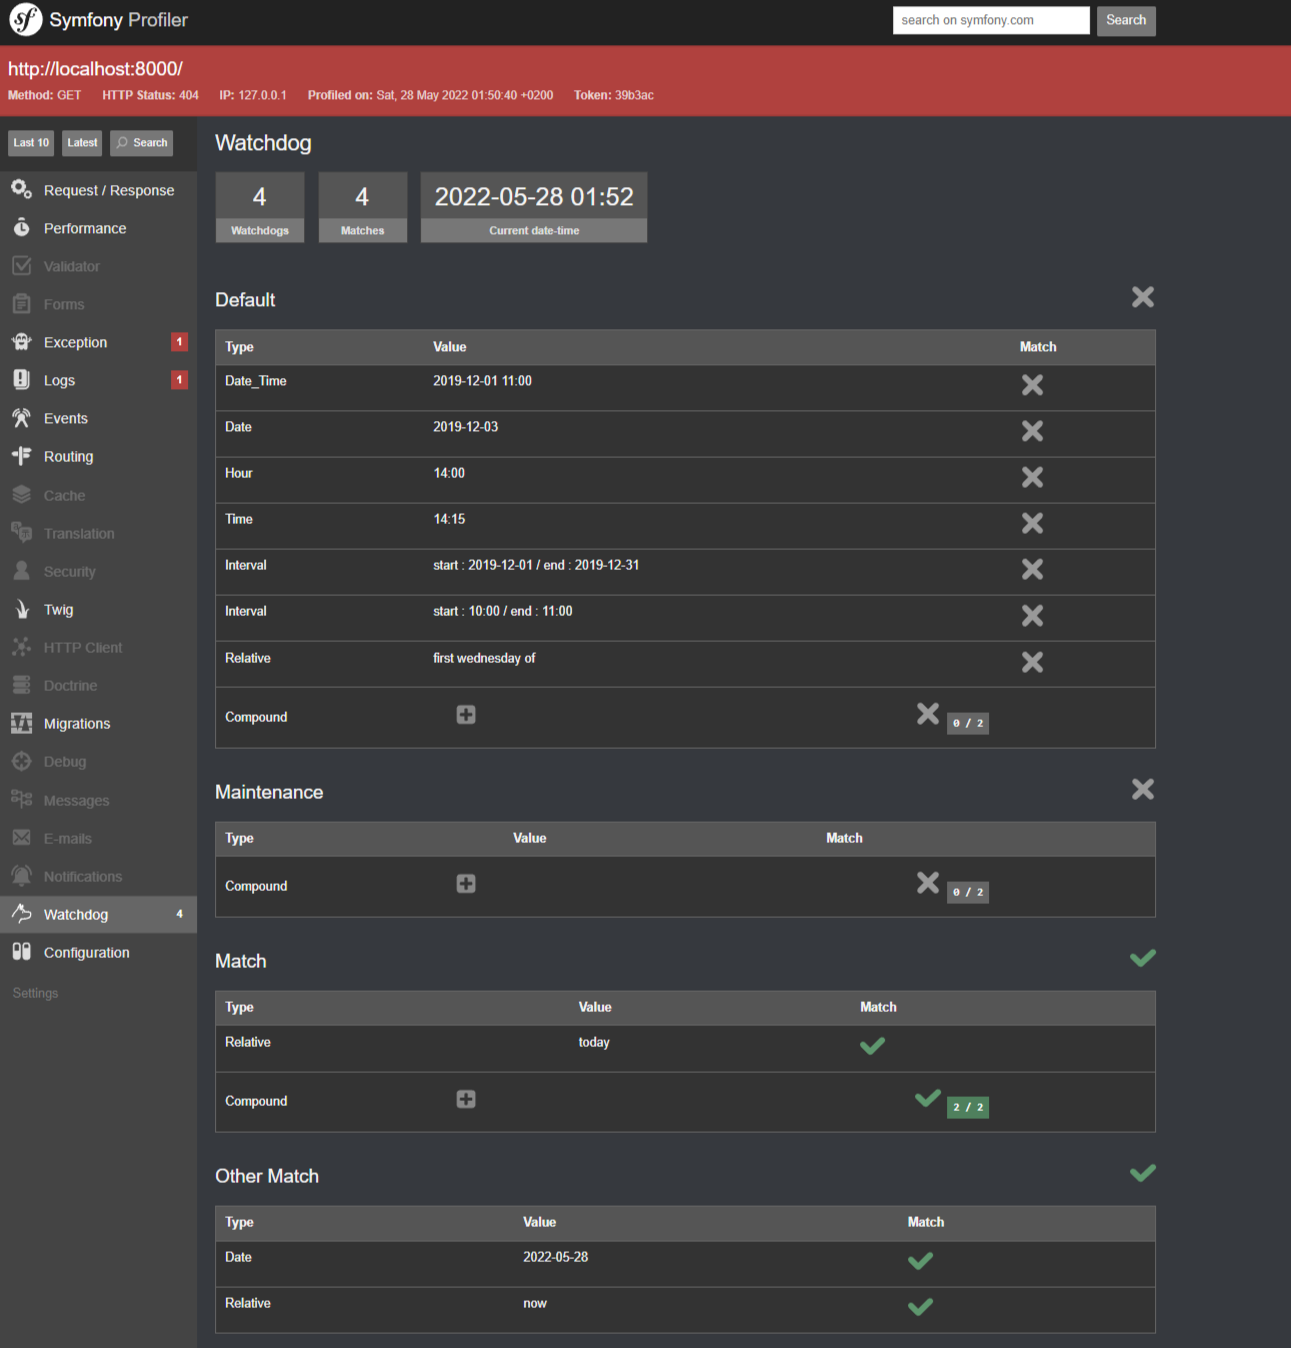 sf Symfony Profiler
search on symfony.com Search
http://localhost:8000/
Method: GET HTTP Status: 404 IP: 127.0.0.1 Profiled on: Sat, 28 May 2022 01:50:40 +0200 Token: 39b3ac
Last 10 Latest Search
Request / Response
Performance
Validator
Forms
Exception 1
Logs 1
Events
Routing
Cache
Translation
Security
Twig
HTTP Client
Doctrine
Migrations
Debug
Messages
E-mails
Notifications
Watchdog 4
Configuration
Settings
Watchdog
4 4 2022-05-28 01:52
Watchdogs Matches Current date-time
Default
Type Value Match
Date_Time 2019-12-01 11:00
Date 2019-12-03
Hour 14:00
Time 14:15
Interval start : 2019-12-01 / end : 2019-12-31
Interval start : 10:00 / end : 11:00
Relative first wednesday of
Compound 0 / 2
Maintenance
Type Value Match
Compound 0 / 2
Match
Type Value Match
Relative today
Compound 2 / 2
Other Match
Type Value Match
Date 2022-05-28
Relative now